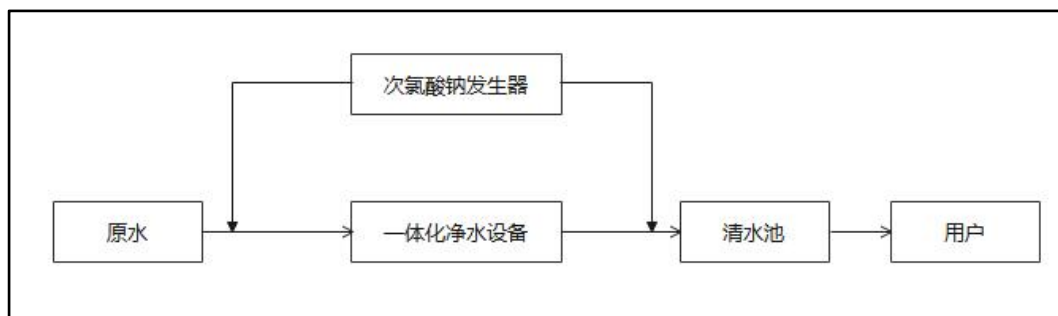 次氯酸钠发生器
原水
一体化净水设备
清水池
用户